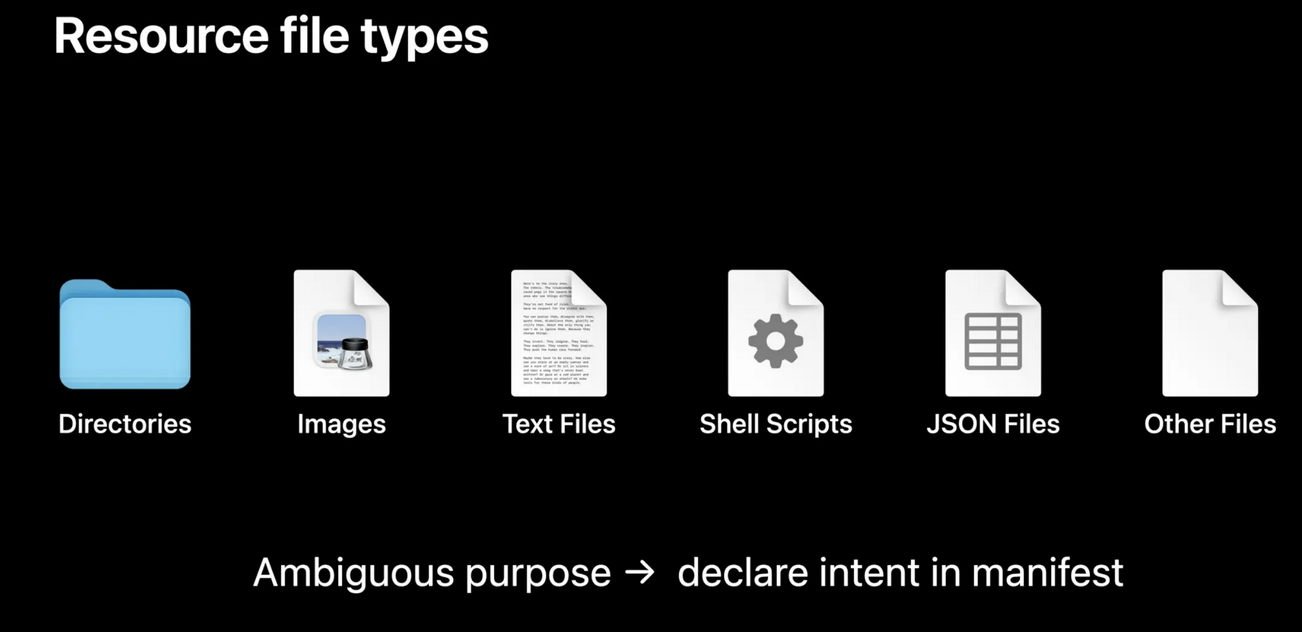 Resource file types
Directories
Images
Text Files
Shell Scripts
JSON Files
Other Files
Ambiguous purpose → declare intent in manifest